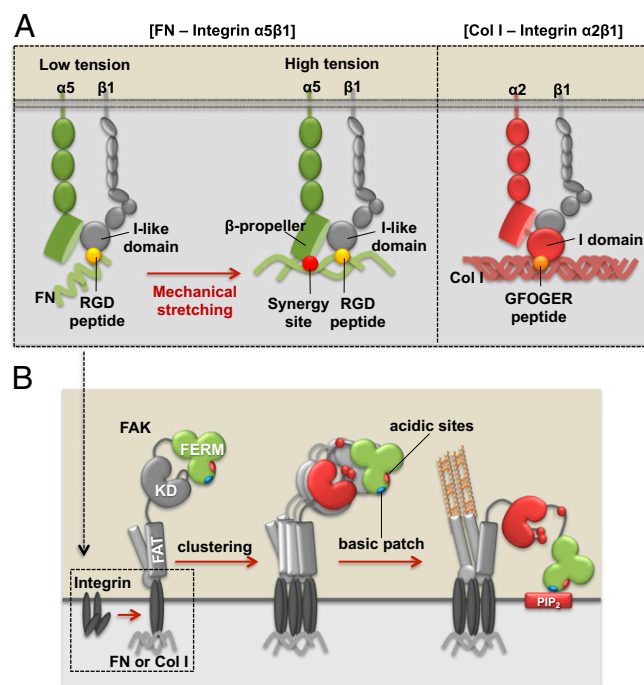 A
[FN – Integrin α5β1]
[Col I – Integrin α2β1]
Low tension
High tension
α5
β1
α5
β1
α2
β1
β-propeller
I-like
domain
I-like
domain
I domain
FN
RGD
peptide
Mechanical
stretching
Synergy
site
RGD
peptide
Col I
GFOGER
peptide
B
FAK
FERM
KD
FAT
acidic sites
clustering
basic patch
Integrin
PIP2
FN or Col I